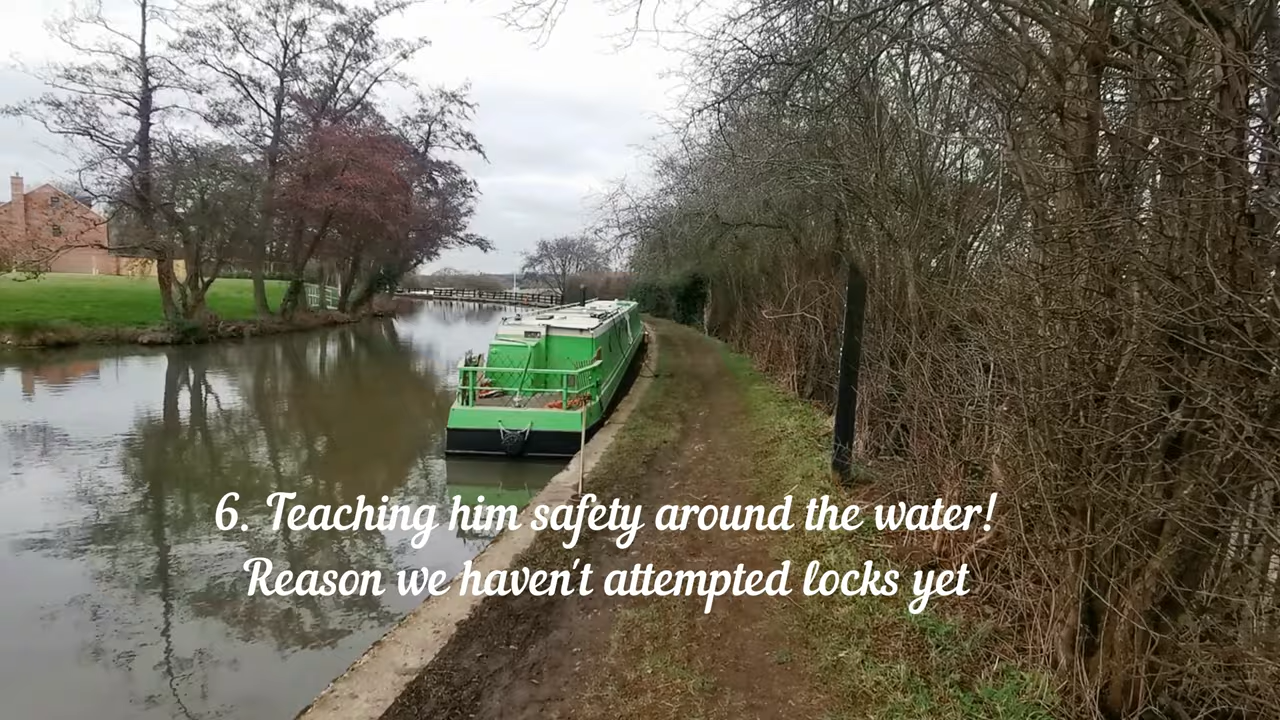 6. Teaching him safety around the water!
Reason we haven't attempted locks yet